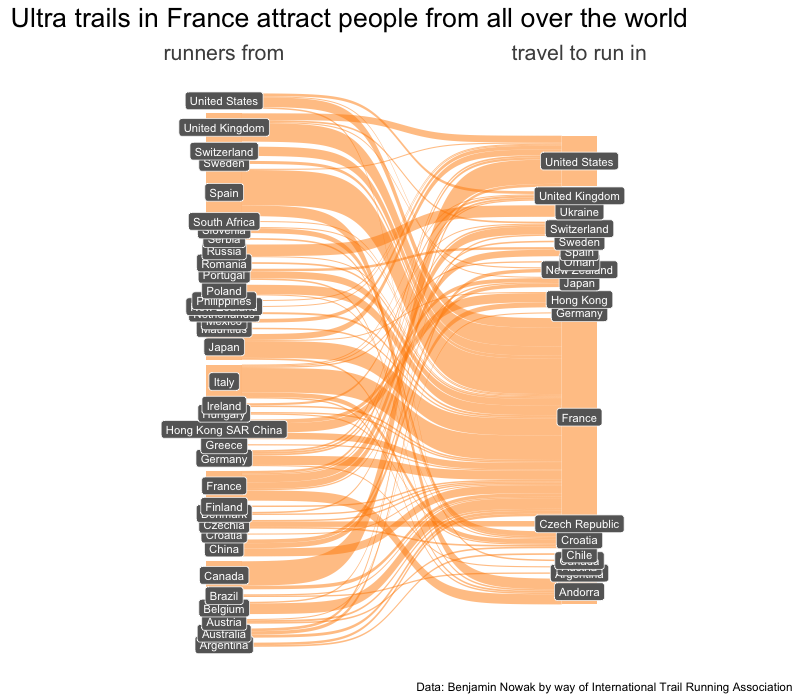 Ultra trails in France attract people from all over the world
runners from
travel to run in
United States
United Kingdom
Switzerland
Sweden
Spain
South Africa
Slovenia
Serbia
Russia
Romania
Portugal
Poland
Philippines
New Zealand
Netherlands
Mexico
Mauritius
Japan
Italy
Ireland
Hungary
Hong Kong SAR China
Greece
Germany
France
Finland
Denmark
Czechia
Croatia
China
Canada
Brazil
Belgium
Austria
Australia
Argentina
United States
United Kingdom
Ukraine
Switzerland
Sweden
Spain
Oman
New Zealand
Japan
Hong Kong
Germany
France
Czech Republic
Croatia
Chile
Canada
Austria
Argentina
Andorra
Data: Benjamin Nowak by way of International Trail Running Association